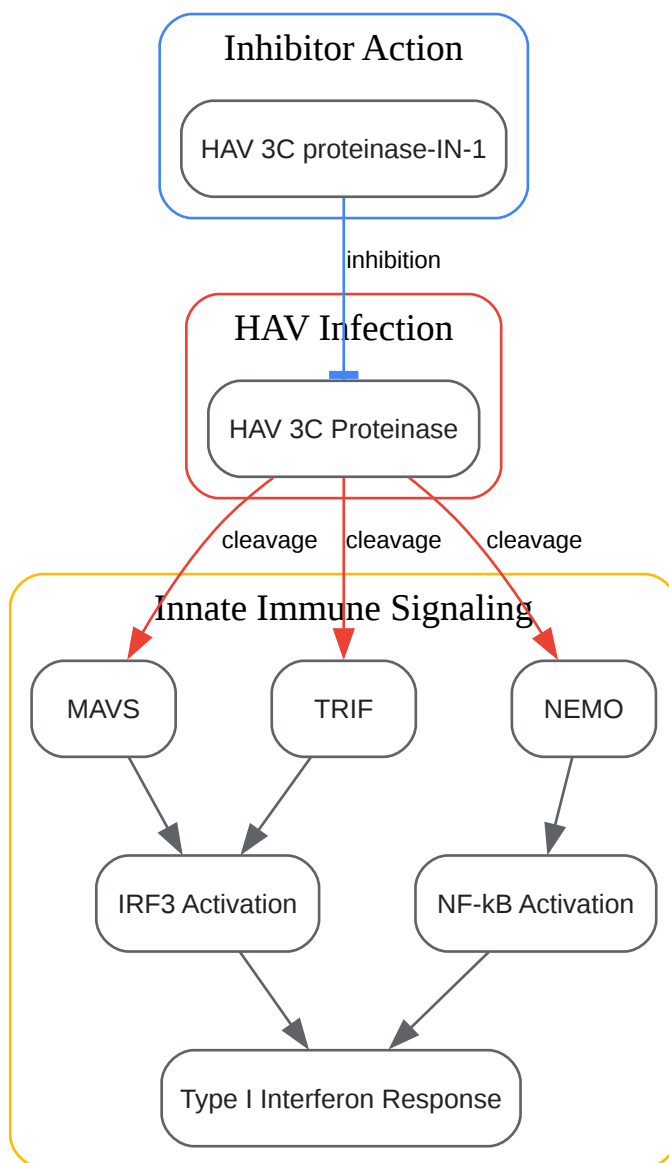 Inhibitor Action
HAV 3C proteinase-IN-1
inhibition
HAV Infection
HAV 3C Proteinase
cleavage
cleavage
cleavage
Innate Immune Signaling
MAVS
TRIF
NEMO
IRF3 Activation
NF-kB Activation
Type I Interferon Response